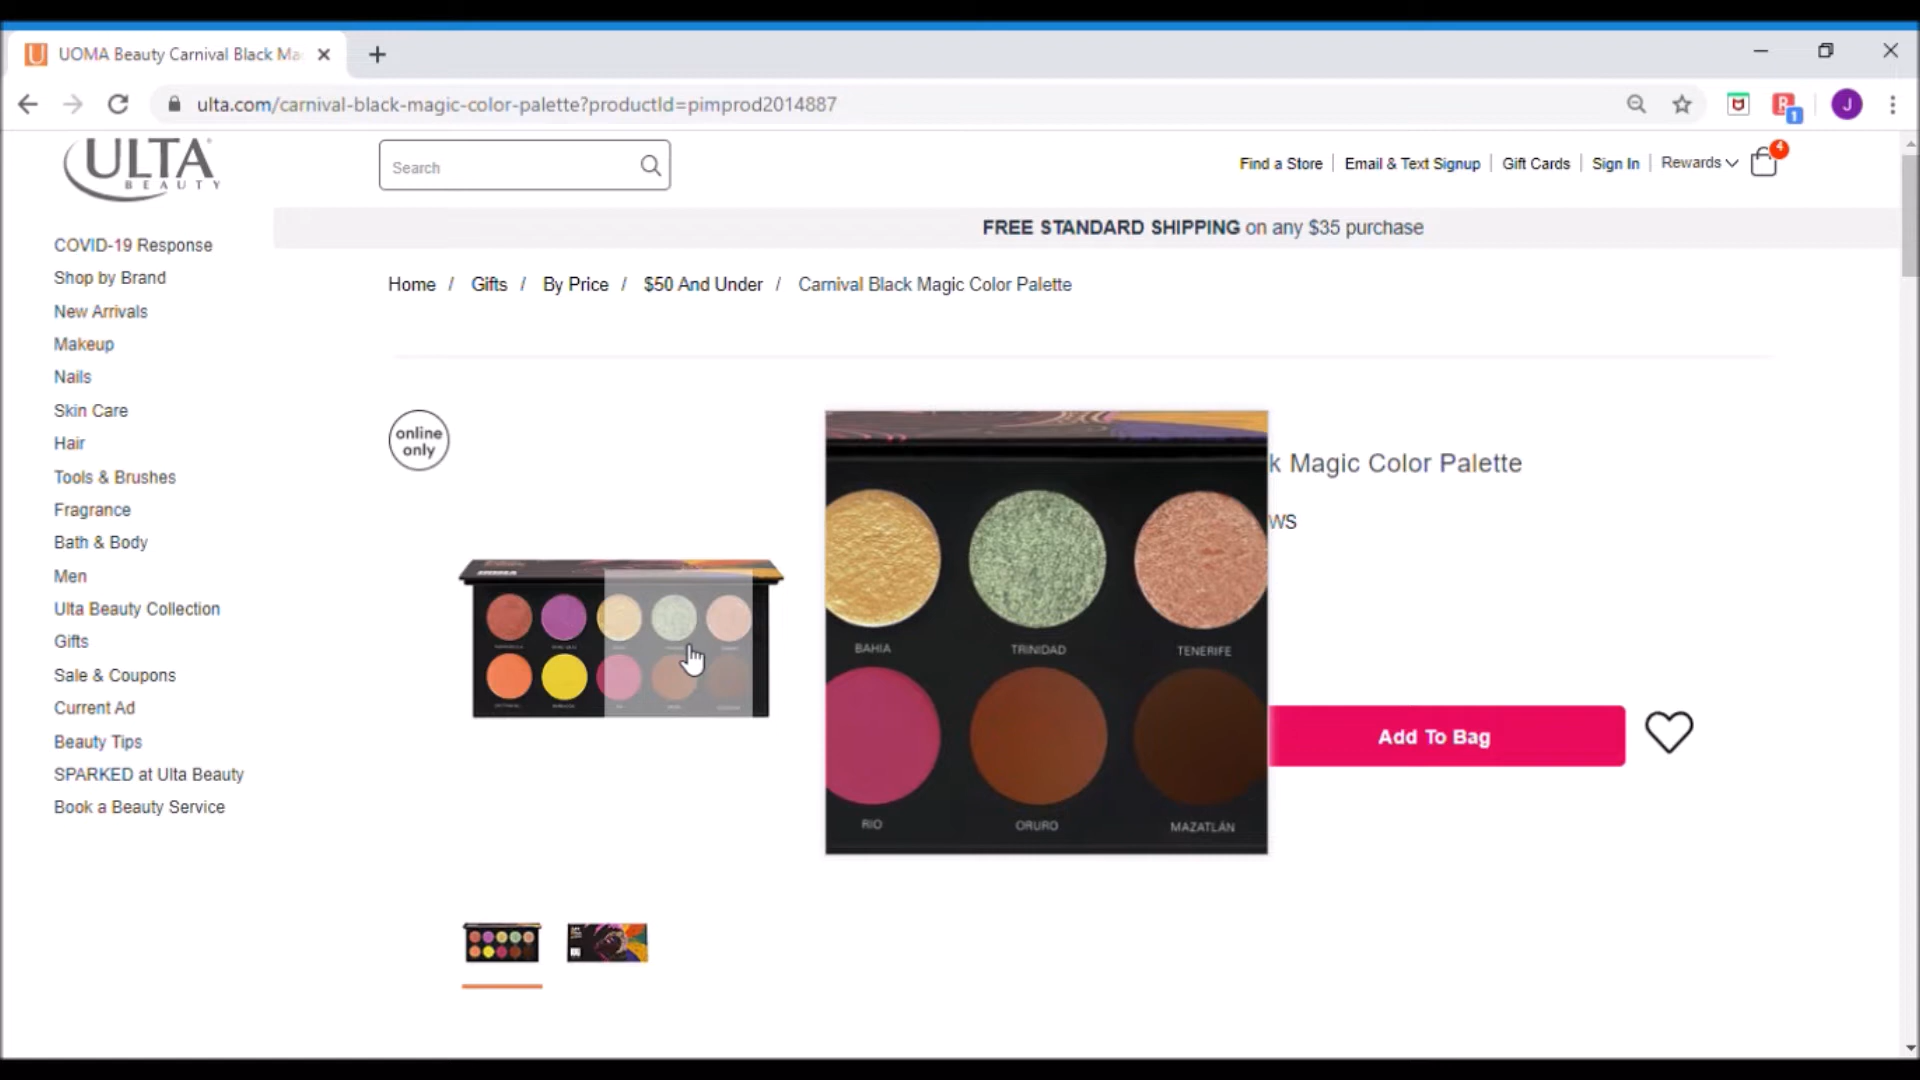 UOMA Beauty Carnival Black Ma
ulta.com/carnival-black-magic-color-palette?productId=pimprod2014887
1
J
ULTA
BEAUTY
Search
Find a Store
Email & Text Signup
Gift Cards
Sign In
Rewards
4
FREE STANDARD SHIPPING on any $35 purchase
COVID-19 Response
Shop by Brand
New Arrivals
Makeup
Nails
Skin Care
Hair
Tools & Brushes
Fragrance
Bath & Body
Men
Ulta Beauty Collection
Gifts
Sale & Coupons
Current Ad
Beauty Tips
SPARKED at Ulta Beauty
Book a Beauty Service
Home / Gifts / By Price / $50 And Under / Carnival Black Magic Color Palette
online
only
k Magic Color Palette
ws
BAHIA
TRINIDAD
TENERIFE
RIO
ORURO
MAZATLÁN
Add To Bag